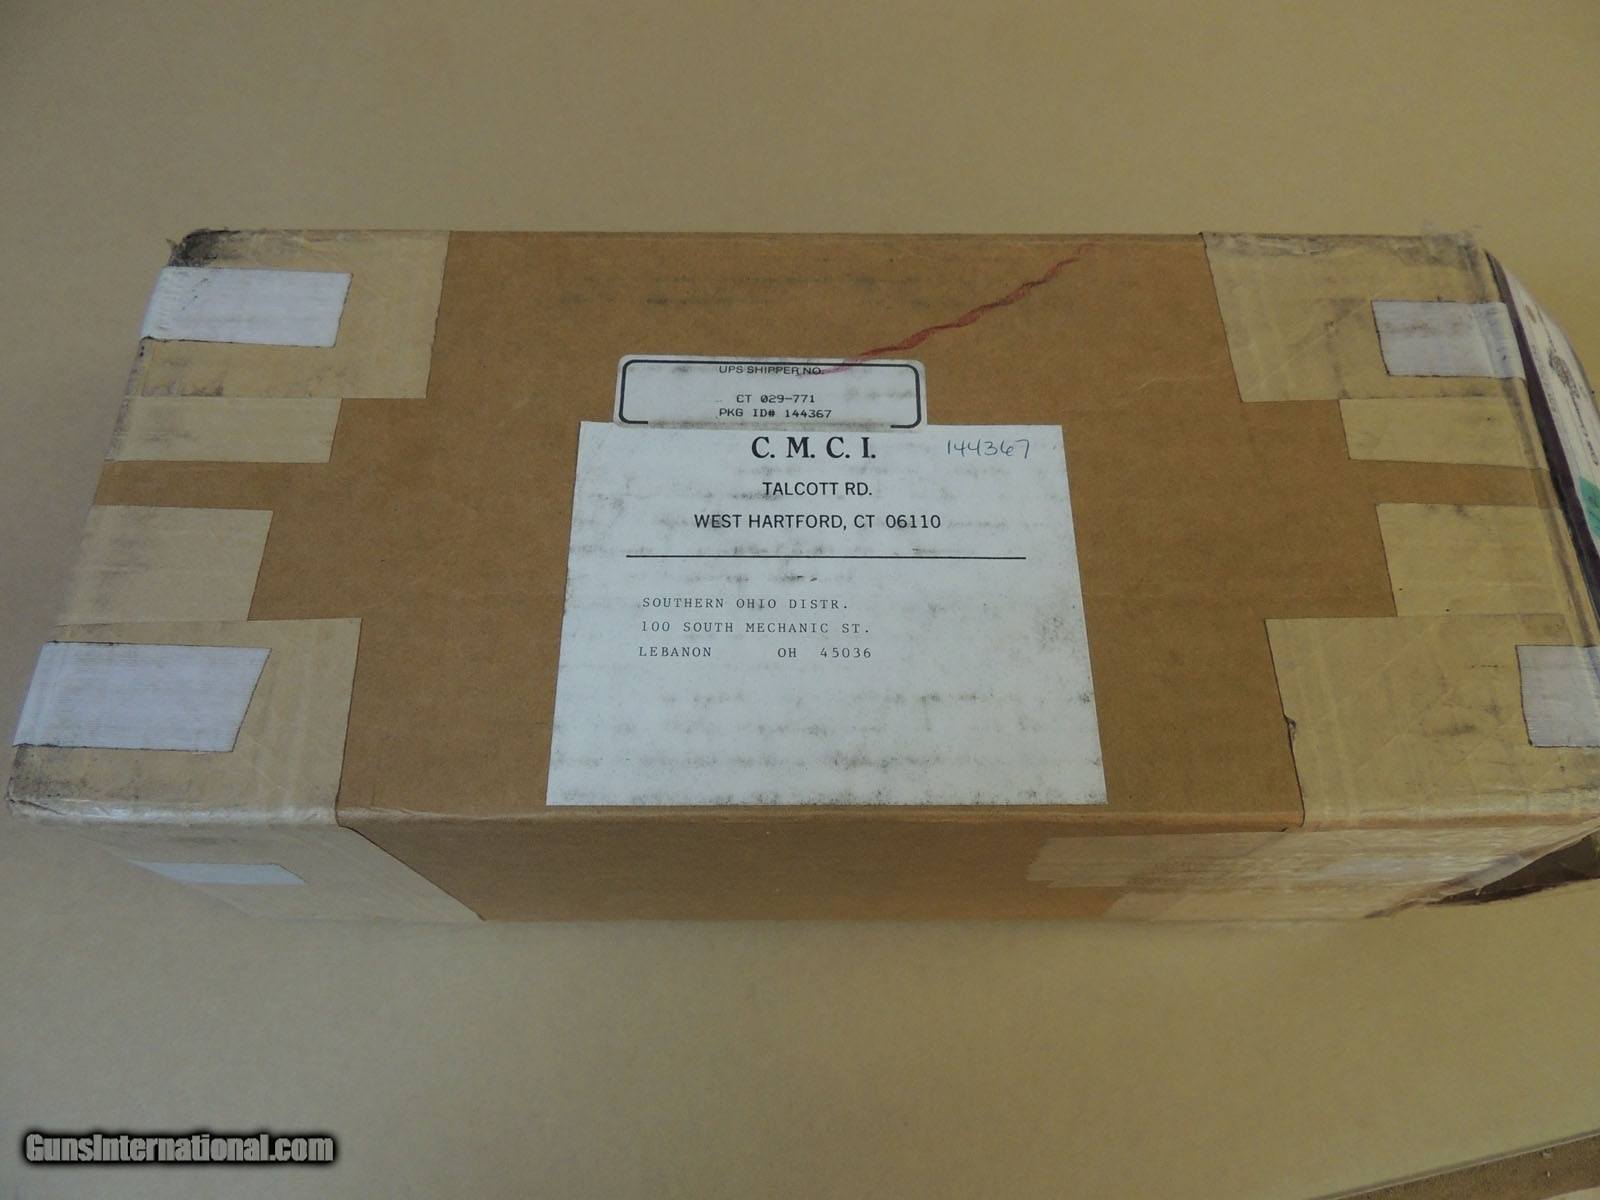 UPS SHIPPER NO.
CT 029-771
PKG ID# 144367
C. M. C. I.
144367
TALCOTT RD.
WEST HARTFORD, CT 06110
SOUTHERN OHIO DISTR.
100 SOUTH MECHANIC ST.
LEBANON OH 45036
GunsInternational.com